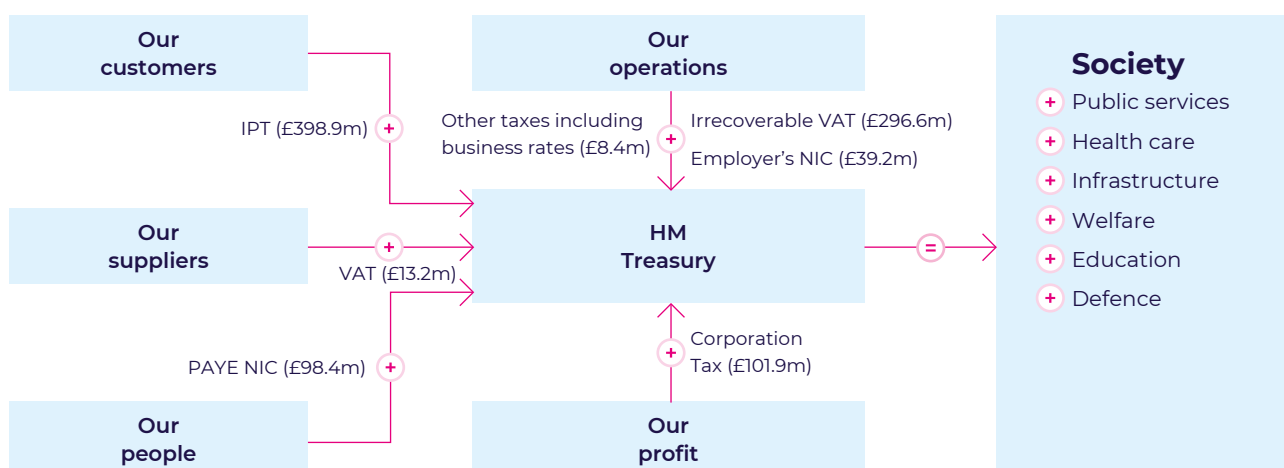 Our
customers
IPT (£398.9m)
Our
suppliers
VAT (£13.2m)
PAYE NIC (£98.4m)
Our
people
Our
operations
Other taxes including
business rates (£8.4m)
Irrecoverable VAT (£296.6m)
Employer’s NIC (£39.2m)
HM
Treasury
Corporation
Tax (£101.9m)
Our
profit
Society
Public services
Health care
Infrastructure
Welfare
Education
Defence